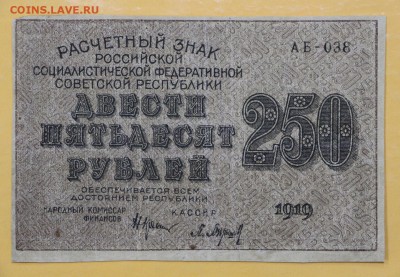 COINS.LAVE.RU
РАСЧЕТНЫЙ ЗНАК
РОССИЙСКОЙ
СОЦИАЛИСТИЧЕСКОЙ ФЕДЕРАТИВНОЙ
СОВЕТСКОЙ РЕСПУБЛИКИ
АБ-038
ДВЕСТИ
ПЯТЬДЕСЯТ
РУБЛЕЙ
250
ОБЕСПЕЧИВАЕТСЯ ВСЕМ
ДОСТОЯНИЕМ РЕСПУБЛИКИ
НАРОДНЫЙ КОМИССАР
ФИНАНСОВ
КАССИР
1919